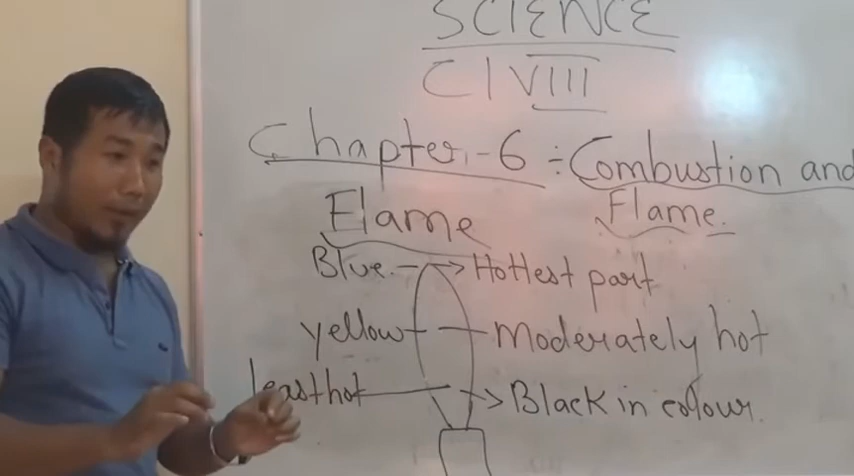 SCIENCE
Cl VIII
Chapter-6 :- Combustion and
Flame.
Flame
Blue. Hottest part
yellow Moderately hot
least hot Black in colour.